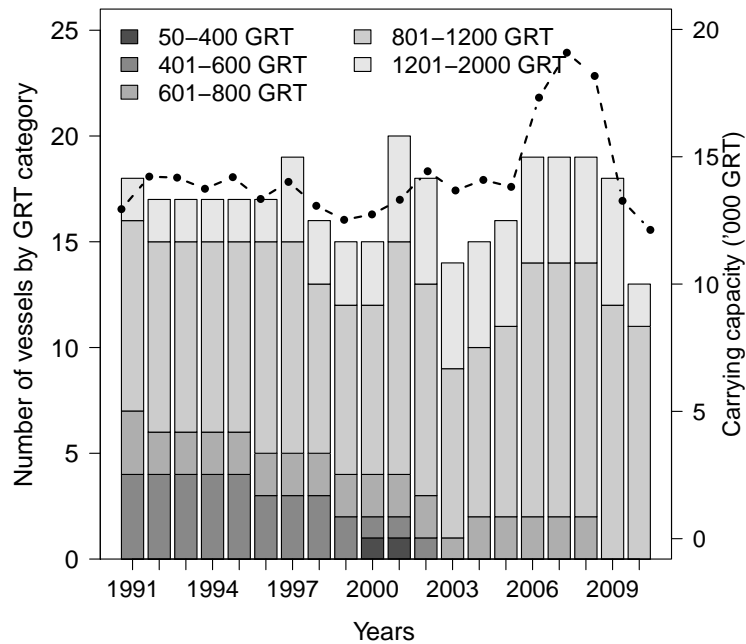 50−400 GRT
401−600 GRT
601−800 GRT
801−1200 GRT
1201−2000 GRT
Number of vessels by GRT category
25
20
15
10
5
0
Carrying capacity ('000 GRT)
20
15
10
5
0
1991 1994 1997 2000 2003 2006 2009
Years